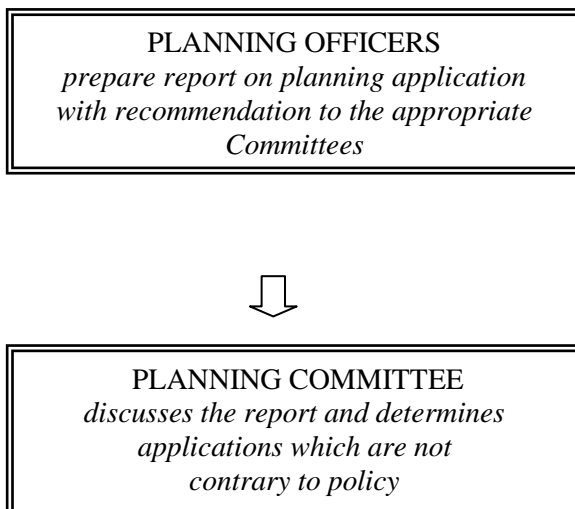 PLANNING OFFICERS
prepare report on planning application
with recommendation to the appropriate
Committees
PLANNING COMMITTEE
discusses the report and determines
applications which are not
contrary to policy